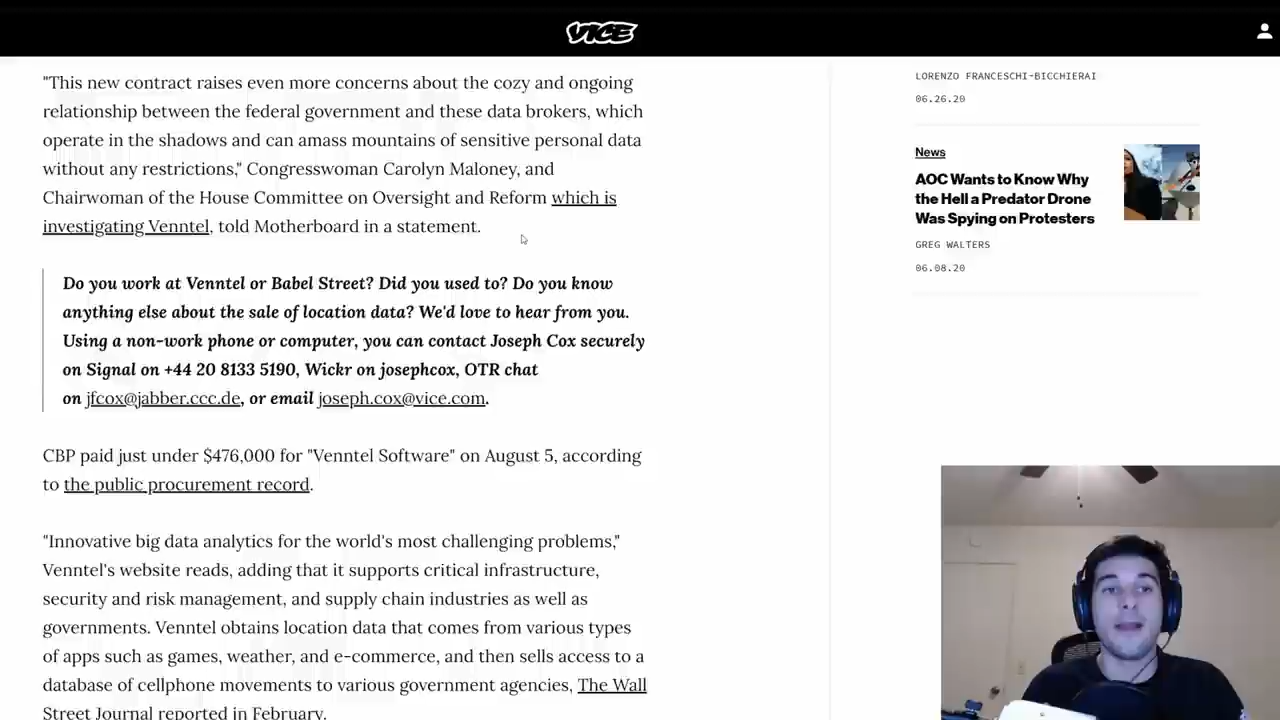 VICE
"This new contract raises even more concerns about the cozy and ongoing
relationship between the federal government and these data brokers, which
operate in the shadows and can amass mountains of sensitive personal data
without any restrictions," Congresswoman Carolyn Maloney, and
Chairwoman of the House Committee on Oversight and Reform which is
investigating Venntel, told Motherboard in a statement.
Do you work at Venntel or Babel Street? Did you used to? Do you know
anything else about the sale of location data? We'd love to hear from you.
Using a non-work phone or computer, you can contact Joseph Cox securely
on Signal on +44 20 8133 5190, Wickr on josephcox, OTR chat
on jfcox@jabber.ccc.de, or email joseph.cox@vice.com.
CBP paid just under $476,000 for "Venntel Software" on August 5, according
to the public procurement record.
"Innovative big data analytics for the world's most challenging problems,"
Venntel's website reads, adding that it supports critical infrastructure,
security and risk management, and supply chain industries as well as
governments. Venntel obtains location data that comes from various types
of apps such as games, weather, and e-commerce, and then sells access to a
database of cellphone movements to various government agencies, The Wall
Street Journal reported in February.
LORENZO FRANCESCHI-BICCHIERAI
06.26.20
News
AOC Wants to Know Why
the Hell a Predator Drone
Was Spying on Protesters
GREG WALTERS
06.08.20